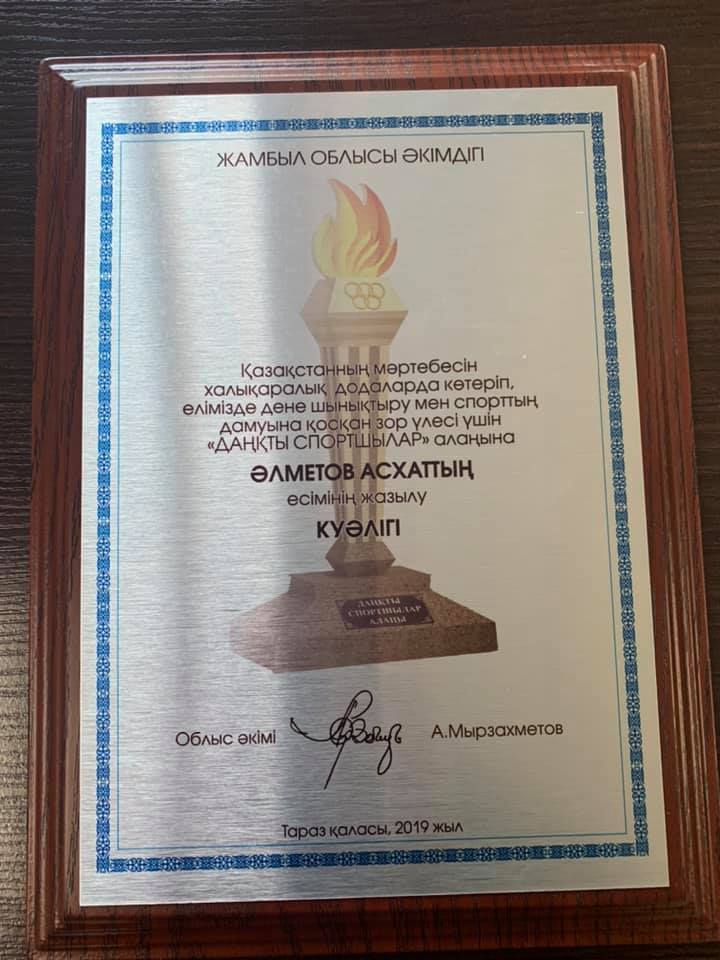 ЖАМБЫЛ ОБЛЫСЫ ӘКІМДІГІ
Қазақстанның мәртебесін
халықаралық додаларда көтеріп,
елімізде дене шынықтыру мен спорттың
дамуына қосқан зор үлесі үшін
«ДАҢҚТЫ СПОРТШЫЛАР» алаңына
ӘЛМЕТОВ АСХАТТЫҢ
есімінің жазылу
КУӘЛІГІ
ДАҢҚТЫ
СПОРТШЫЛАР
АЛАҢЫ
Облыс әкімі А.Мырзахметов
Тараз қаласы, 2019 жыл